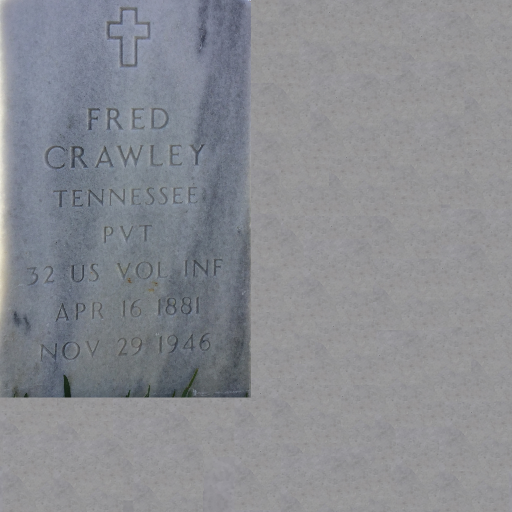 FRED
CRAWLEY
TENNESSEE
PVT
32 US VOL INF
APR 16 1881
NOV 29 1946